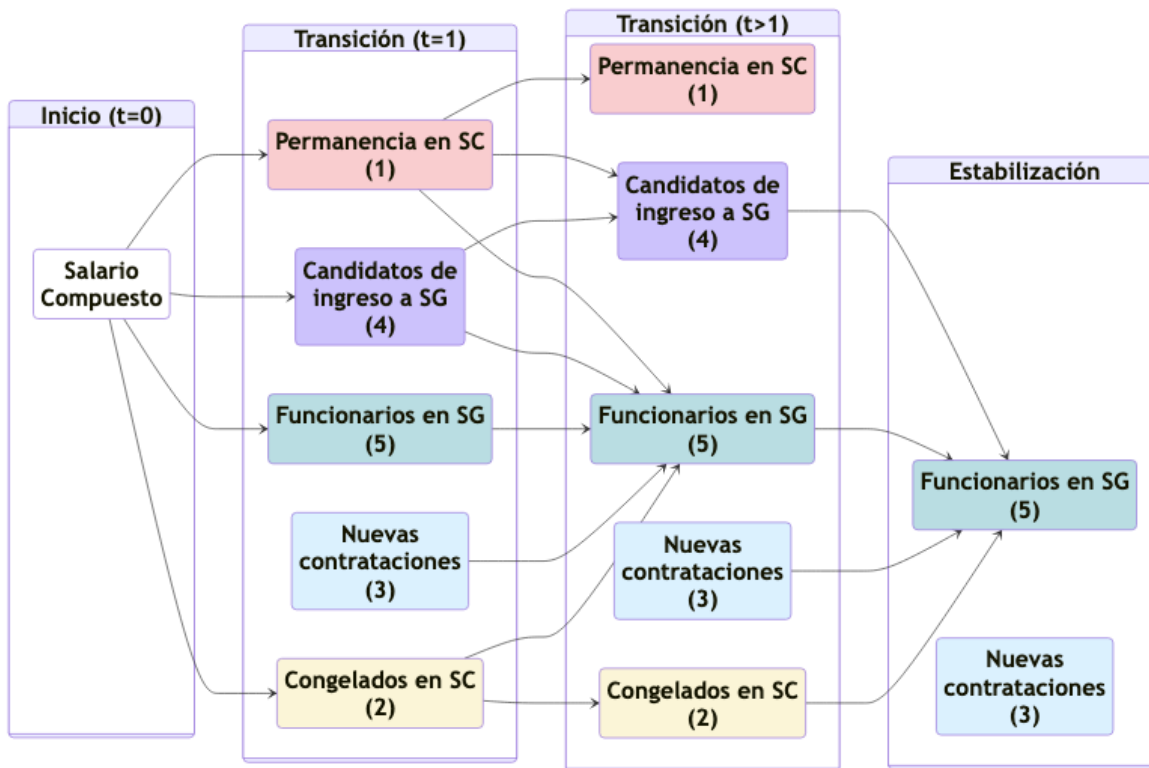 Inicio (t=0)
Salario
Compuesto
Transición (t=1)
Permanencia en SC
(1)
Candidatos de
ingreso a SG
(4)
Funcionarios en SG
(5)
Nuevas
contrataciones
(3)
Congelados en SC
(2)
Transición (t>1)
Permanencia en SC
(1)
Candidatos de
ingreso a SG
(4)
Funcionarios en SG
(5)
Nuevas
contrataciones
(3)
Congelados en SC
(2)
Estabilización
Funcionarios en SG
(5)
Nuevas
contrataciones
(3)